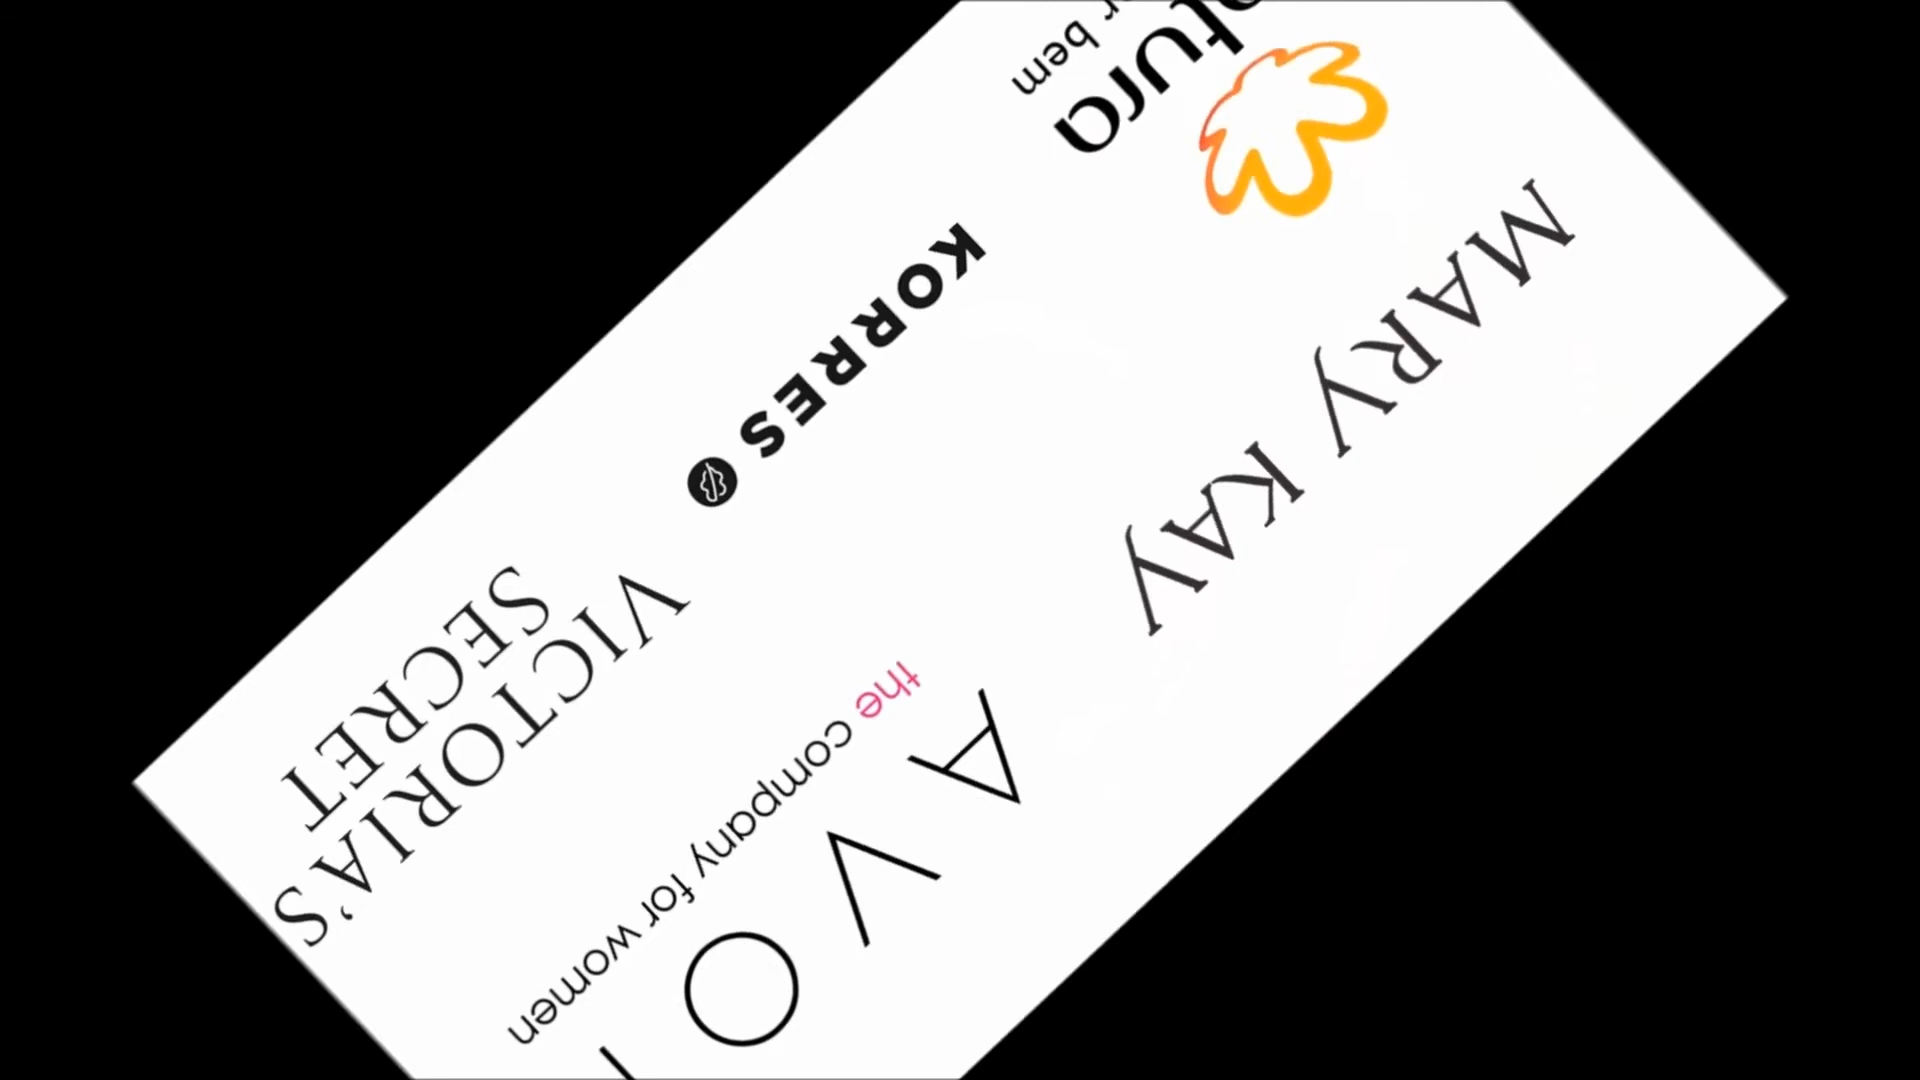 MARY KAY
AVO
the company for women
tura
r bem
KORRES
VICTORIA'S
SECRET